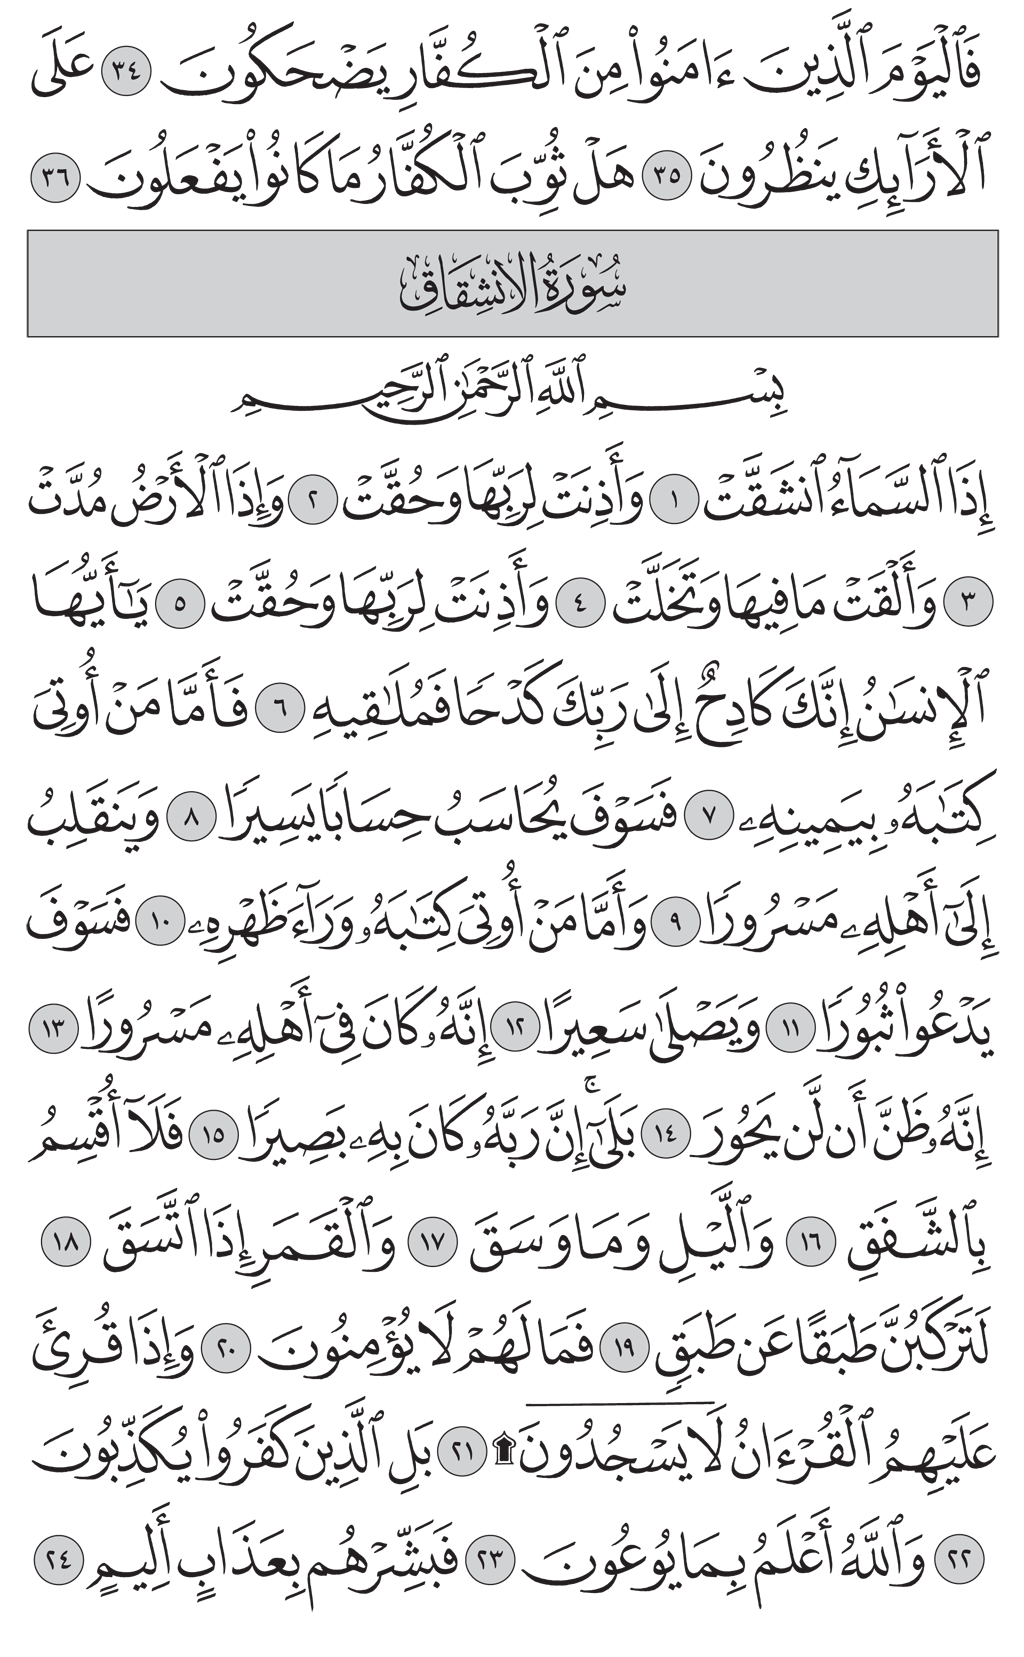 فَٱلۡيَوۡمَ ٱلَّذِينَ ءَامَنُواْ مِنَ ٱلۡكُفَّارِ يَضۡحَكُونَ ٣٤ عَلَى
ٱلۡأَرَآئِكِ يَنظُرُونَ ٣٥ هَلۡ ثُوِّبَ ٱلۡكُفَّارُ مَا كَانُواْ يَفۡعَلُونَ ٣٦
سُورَةُ الانشِقَاقِ
بِسۡمِ ٱللَّهِ ٱلرَّحۡمَٰنِ ٱلرَّحِيمِ
إِذَا ٱلسَّمَآءُ ٱنشَقَّتۡ ١ وَأَذِنَتۡ لِرَبِّهَا وَحُقَّتۡ ٢ وَإِذَا ٱلۡأَرۡضُ مُدَّتۡ
٣ وَأَلۡقَتۡ مَا فِيهَا وَتَخَلَّتۡ ٤ وَأَذِنَتۡ لِرَبِّهَا وَحُقَّتۡ ٥ يَٰٓأَيُّهَا
ٱلۡإِنسَٰنُ إِنَّكَ كَادِحٌ إِلَىٰ رَبِّكَ كَدۡحٗا فَمُلَٰقِيهِ ٦ فَأَمَّا مَنۡ أُوتِيَ
كِتَٰبَهُۥ بِيَمِينِهِۦ ٧ فَسَوۡفَ يُحَاسَبُ حِسَابٗا يَسِيرٗا ٨ وَيَنقَلِبُ
إِلَىٰٓ أَهۡلِهِۦ مَسۡرُورٗا ٩ وَأَمَّا مَنۡ أُوتِيَ كِتَٰبَهُۥ وَرَآءَ ظَهۡرِهِۦ ١٠ فَسَوۡفَ
يَدۡعُواْ ثُبُورٗا ١١ وَيَصۡلَىٰ سَعِيرًا ١٢ إِنَّهُۥ كَانَ فِيٓ أَهۡلِهِۦ مَسۡرُورًا ١٣
إِنَّهُۥ ظَنَّ أَن لَّن يَحُورَ ١٤ بَلَىٰٓۚ إِنَّ رَبَّهُۥ كَانَ بِهِۦ بَصِيرٗا ١٥ فَلَآ أُقۡسِمُ
بِٱلشَّفَقِ ١٦ وَٱلَّيۡلِ وَمَا وَسَقَ ١٧ وَٱلۡقَمَرِ إِذَا ٱتَّسَقَ ١٨
لَتَرۡكَبُنَّ طَبَقًا عَن طَبَقٖ ١٩ فَمَا لَهُمۡ لَا يُؤۡمِنُونَ ٢٠ وَإِذَا قُرِئَ
عَلَيۡهِمُ ٱلۡقُرۡءَانُ لَا يَسۡجُدُونَ۩ ٢١ بَلِ ٱلَّذِينَ كَفَرُواْ يُكَذِّبُونَ
٢٢ وَٱللَّهُ أَعۡلَمُ بِمَا يُوعُونَ ٢٣ فَبَشِّرۡهُم بِعَذَابٍ أَلِيمٍ ٢٤